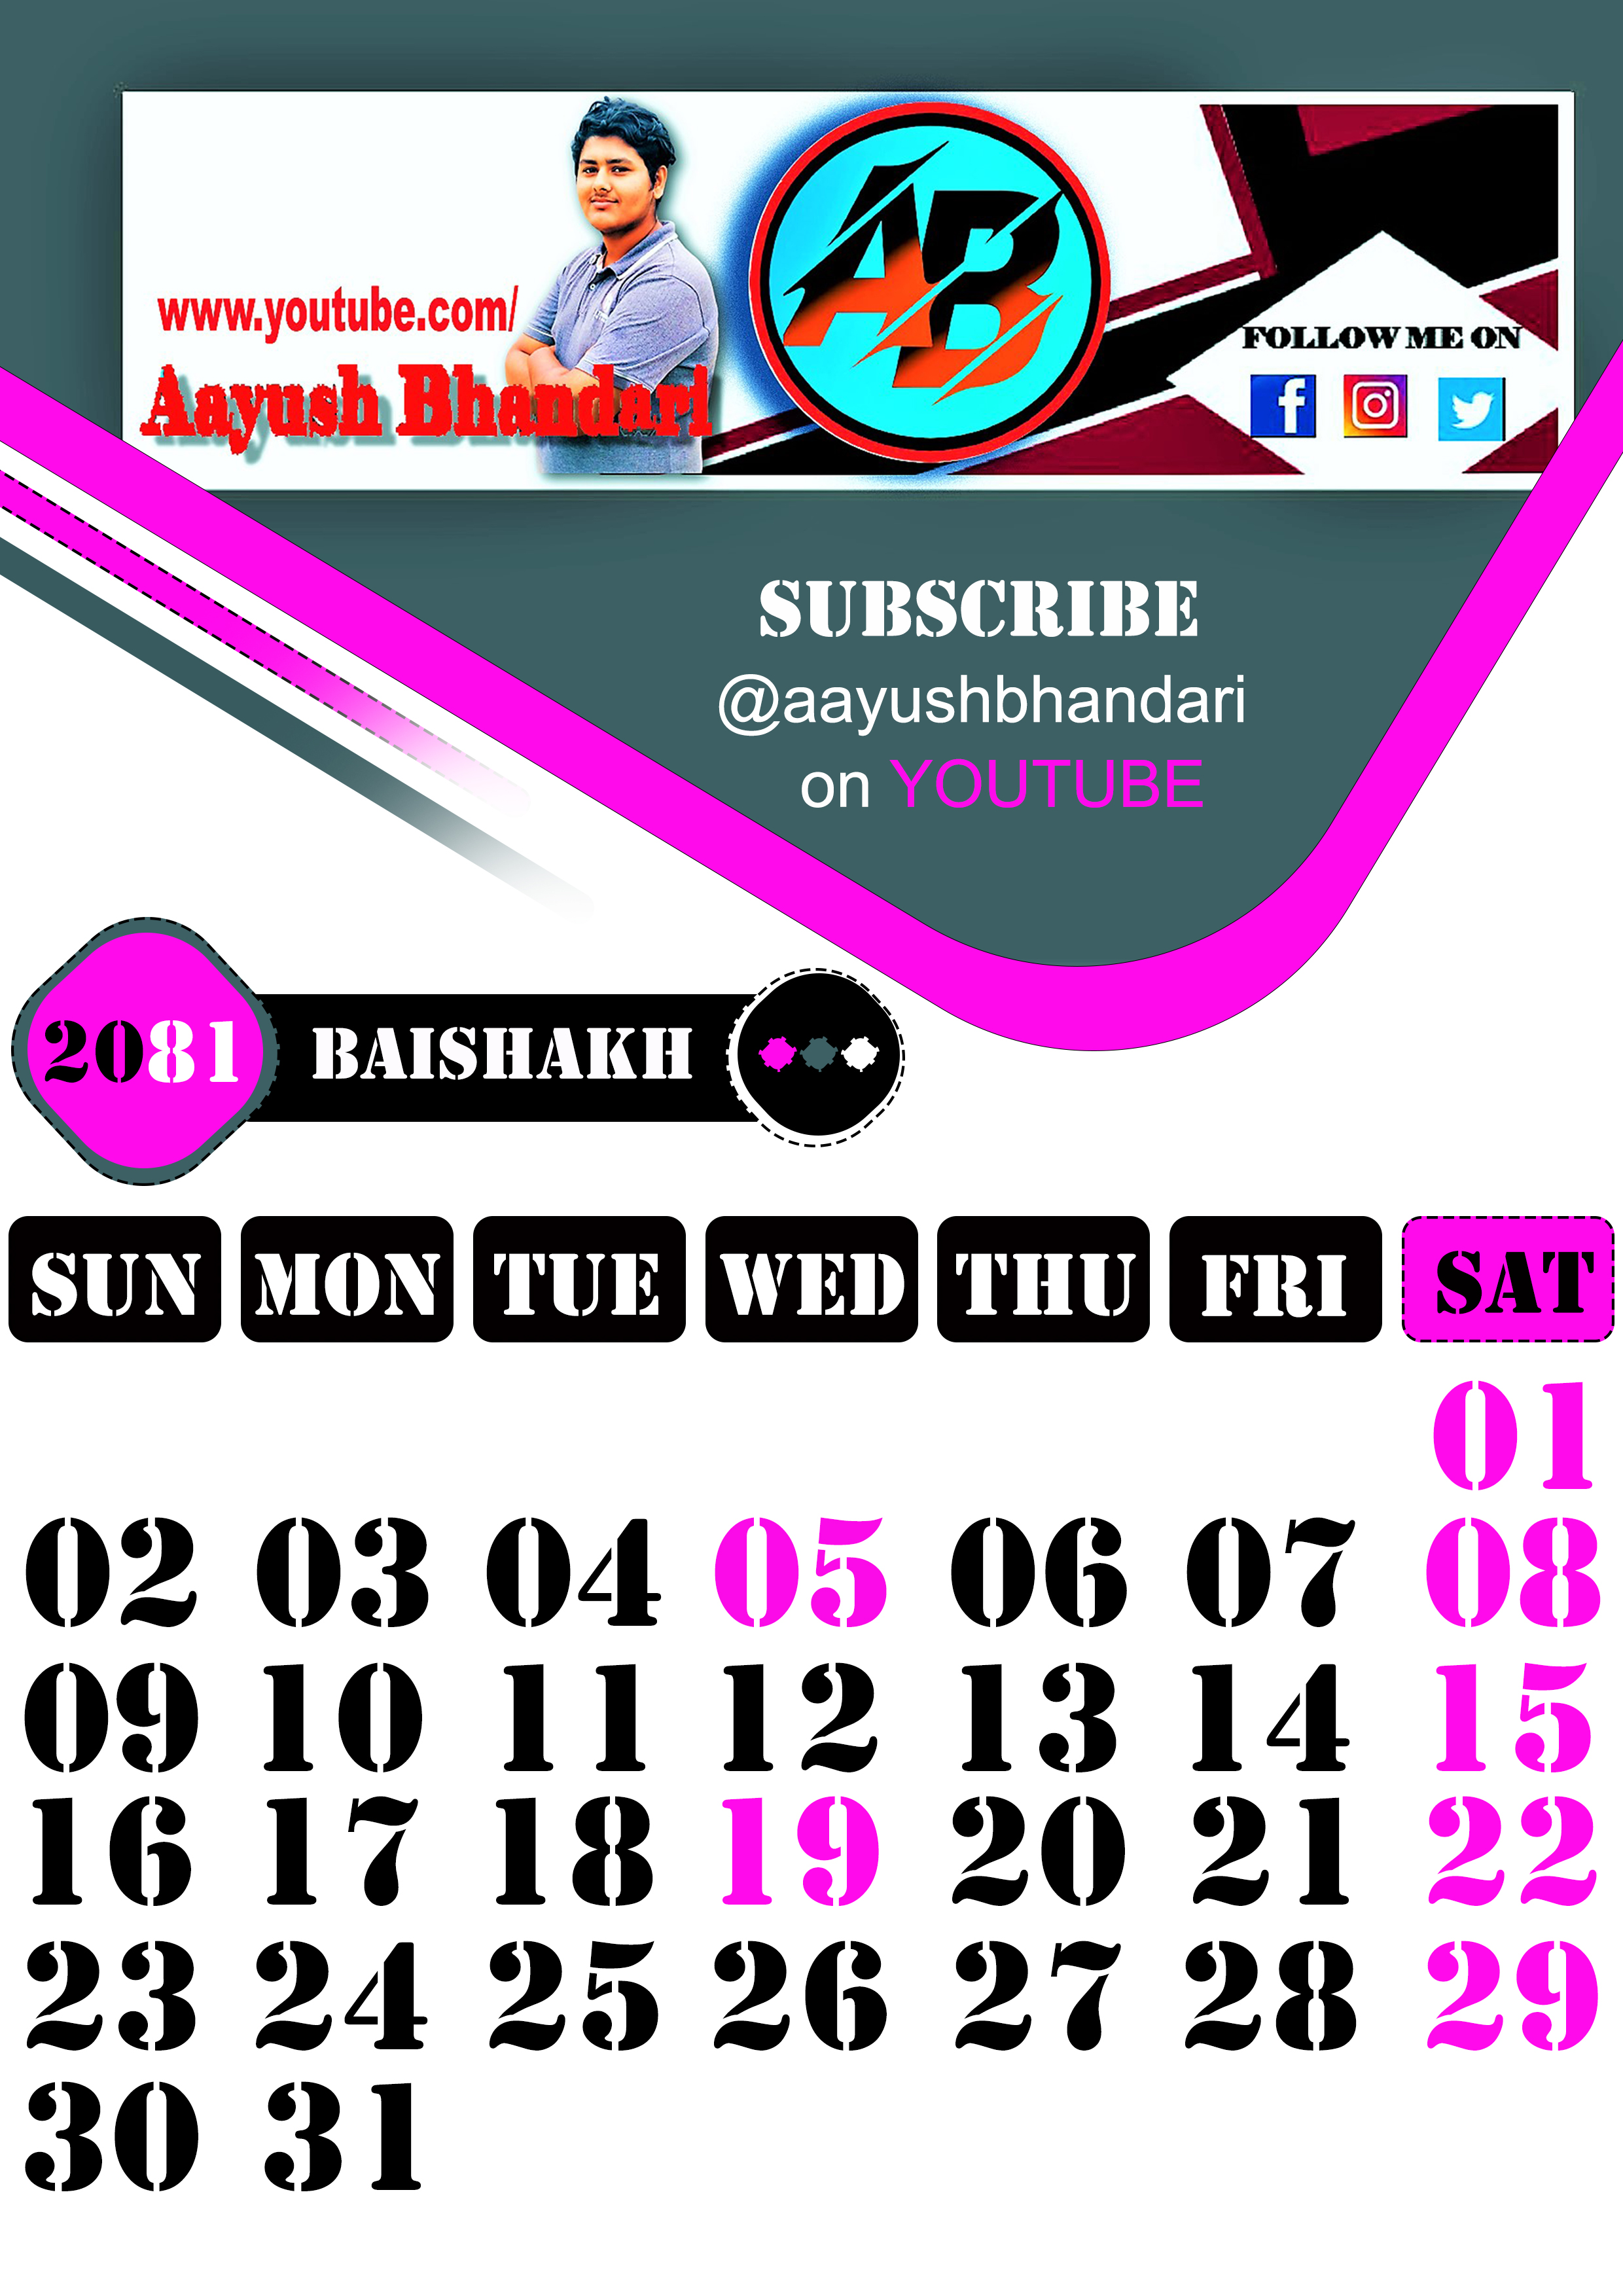 www.youtube.com/
Aayush Bhandari
AB
FOLLOW ME ON
f
SUBSCRIBE
@aayushbhandari
on YOUTUBE
2081 BAISHAKH
SUN MON TUE WED THU FRI SAT
01
02 03 04 05 06 07 08
09 10 11 12 13 14 15
16 17 18 19 20 21 22
23 24 25 26 27 28 29
30 31